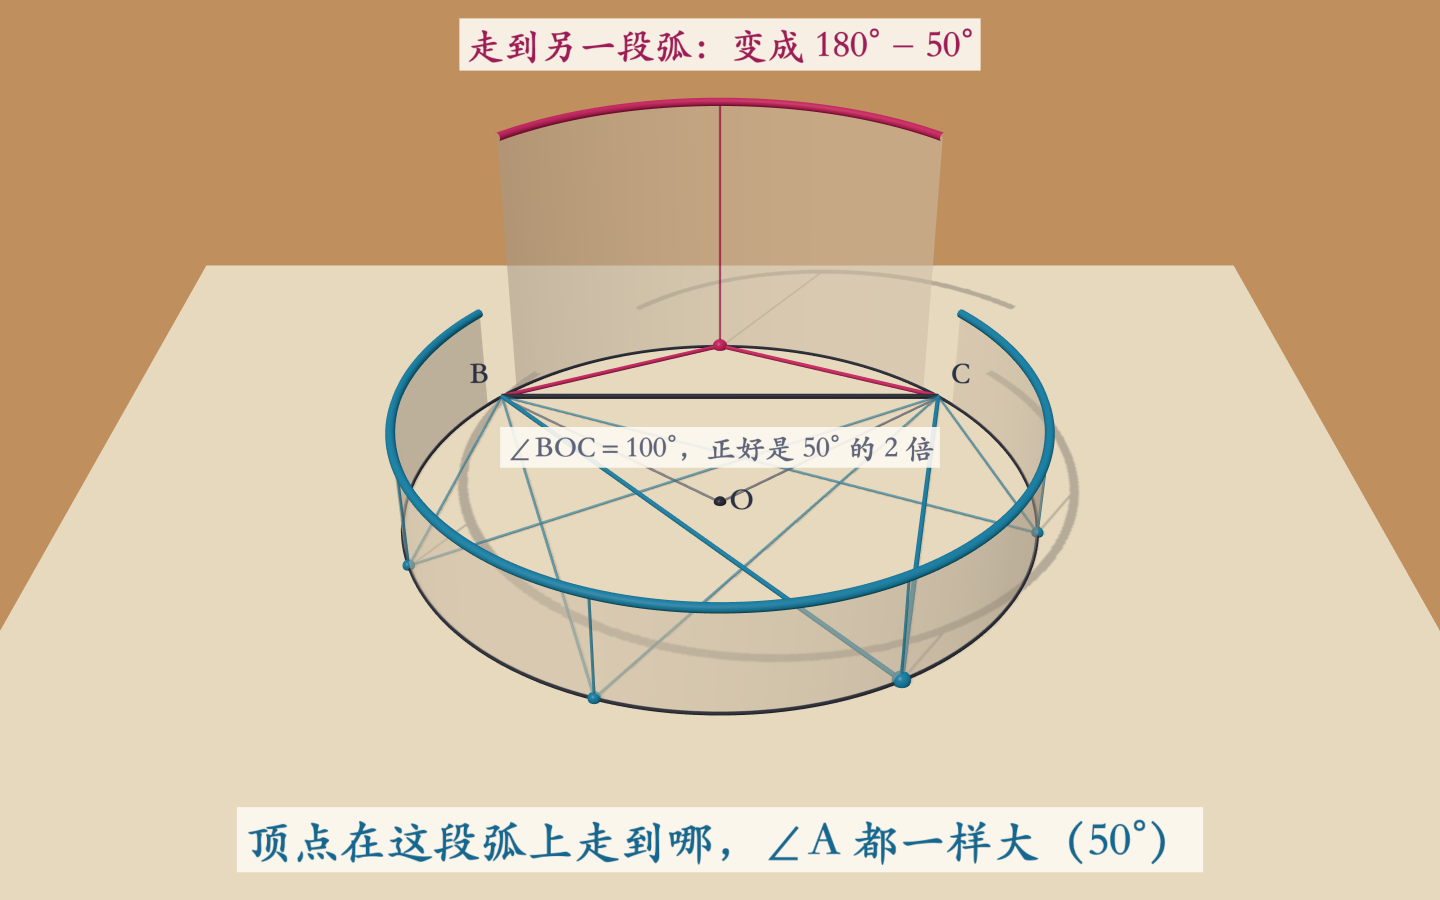 走到另一段弧：变成 180° − 50°
B
C
∠BOC = 100°，正好是 50° 的 2 倍
O
顶点在这段弧上走到哪，∠A 都一样大（50°）